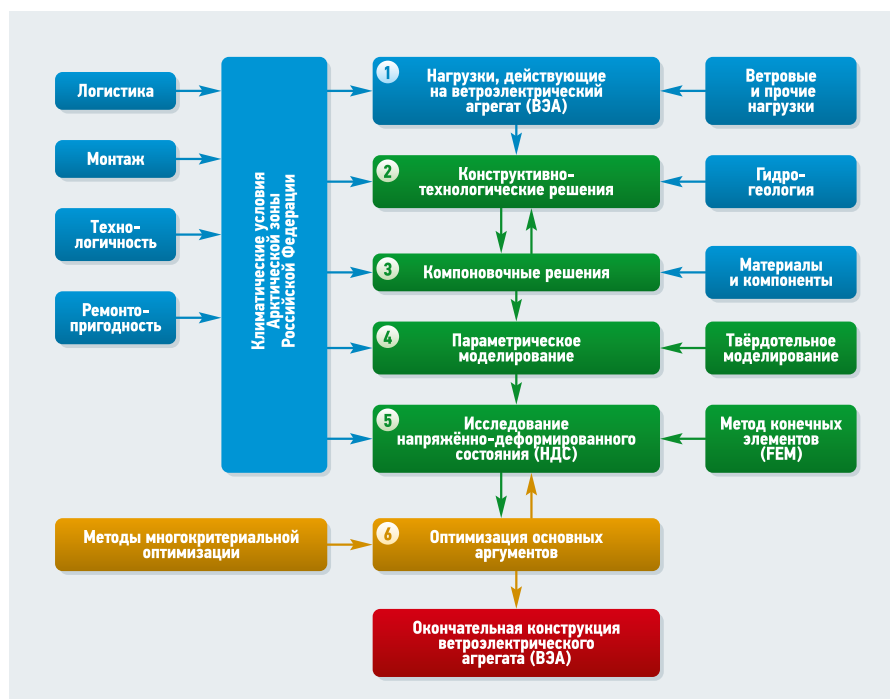 Логистика
Монтаж
Техно-
логичность
Ремонто-
пригодность
Климатические условия
Арктической зоны
Российской Федерации
1
Нагрузки, действующие
на ветроэлектрический
агрегат (ВЭА)
Ветровые
и прочие
нагрузки
2
Конструктивно-
технологические решения
Гидро-
геология
3
Компоновочные решения
Материалы
и компоненты
4
Параметрическое
моделирование
Твёрдотельное
моделирование
5
Исследование
напряжённо-деформированного
состояния (НДС)
Метод конечных
элементов
(FEM)
Методы многокритериальной
оптимизации
6
Оптимизация основных
аргументов
Окончательная конструкция
ветроэлектрического
агрегата (ВЭА)